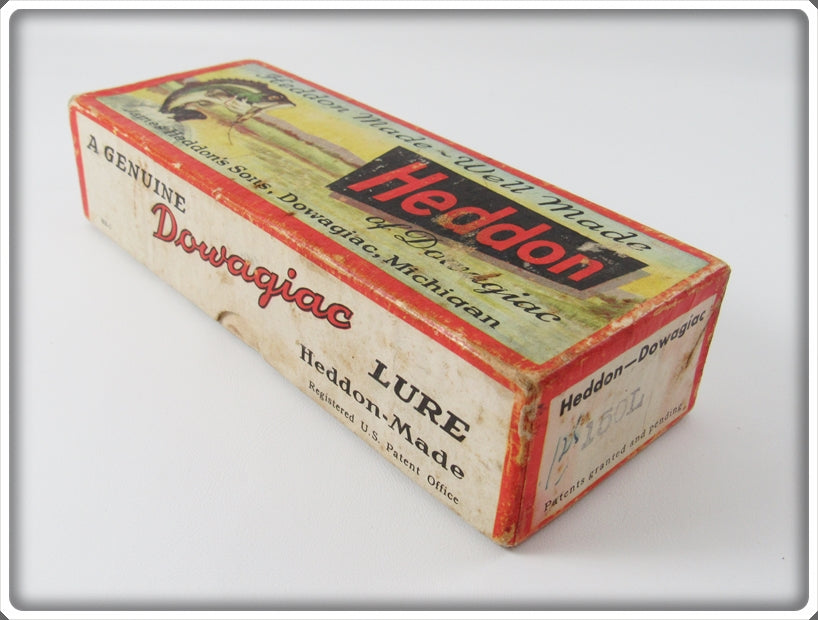 Heddon Made~Well Made
Heddon
of Dowagiac
James Heddon's Sons, Dowagiac, Michigan
A GENUINE
Dowagiac
LURE
Heddon-Made
Registered U.S. Patent Office
Heddon—Dowagiac
150L
Patents granted and pending